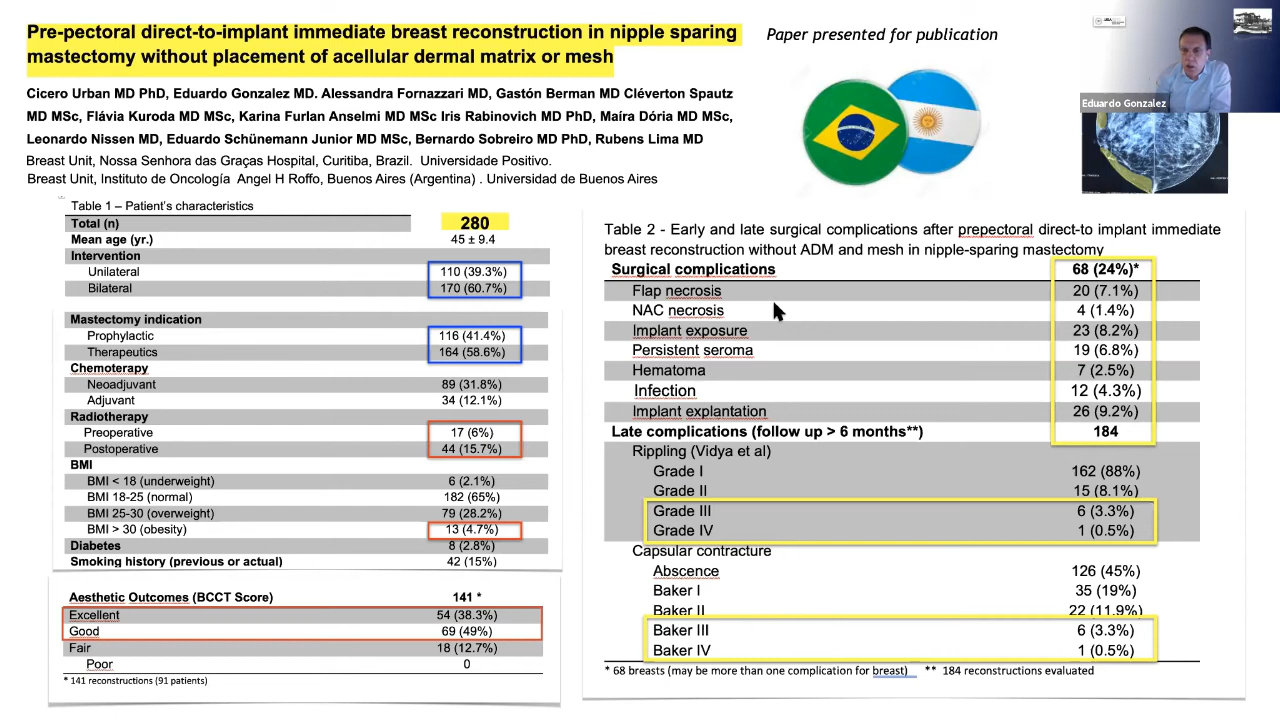 Pre-pectoral direct-to-implant immediate breast reconstruction in nipple sparing
mastectomy without placement of acellular dermal matrix or mesh
Paper presented for publication
Eduardo Gonzalez
Cicero Urban MD PhD, Eduardo Gonzalez MD. Alessandra Fornazzari MD, Gastón Berman MD Cléverton Spautz
MD MSc, Flávia Kuroda MD MSc, Karina Furlan Anselmi MD MSc Iris Rabinovich MD PhD, Maíra Dória MD MSc,
Leonardo Nissen MD, Eduardo Schünemann Junior MD MSc, Bernardo Sobreiro MD PhD, Rubens Lima MD
Breast Unit, Nossa Senhora das Graças Hospital, Curitiba, Brazil. Universidade Positivo.
Breast Unit, Instituto de Oncología Angel H Roffo, Buenos Aires (Argentina) . Universidad de Buenos Aires
Table 1 – Patient's characteristics
Total (n) 280
Mean age (yr.) 45 ± 9.4
Intervention
Unilateral 110 (39.3%)
Bilateral 170 (60.7%)
Mastectomy indication
Prophylactic 116 (41.4%)
Therapeutics 164 (58.6%)
Chemoterapy
Neoadjuvant 89 (31.8%)
Adjuvant 34 (12.1%)
Radiotherapy
Preoperative 17 (6%)
Postoperative 44 (15.7%)
BMI
BMI < 18 (underweight) 6 (2.1%)
BMI 18-25 (normal) 182 (65%)
BMI 25-30 (overweight) 79 (28.2%)
BMI > 30 (obesity) 13 (4.7%)
Diabetes 8 (2.8%)
Smoking history (previous or actual) 42 (15%)
Aesthetic Outcomes (BCCT Score) 141 *
Excellent 54 (38.3%)
Good 69 (49%)
Fair 18 (12.7%)
Poor 0
* 141 reconstructions (91 patients)
Table 2 - Early and late surgical complications after prepectoral direct-to implant immediate
breast reconstruction without ADM and mesh in nipple-sparing mastectomy
Surgical complications 68 (24%)*
Flap necrosis 20 (7.1%)
NAC necrosis 4 (1.4%)
Implant exposure 23 (8.2%)
Persistent seroma 19 (6.8%)
Hematoma 7 (2.5%)
Infection 12 (4.3%)
Implant explantation 26 (9.2%)
Late complications (follow up > 6 months**) 184
Rippling (Vidya et al)
Grade I 162 (88%)
Grade II 15 (8.1%)
Grade III 6 (3.3%)
Grade IV 1 (0.5%)
Capsular contracture
Abscence 126 (45%)
Baker I 35 (19%)
Baker II 22 (11.9%)
Baker III 6 (3.3%)
Baker IV 1 (0.5%)
* 68 breasts (may be more than one complication for breast) ** 184 reconstructions evaluated